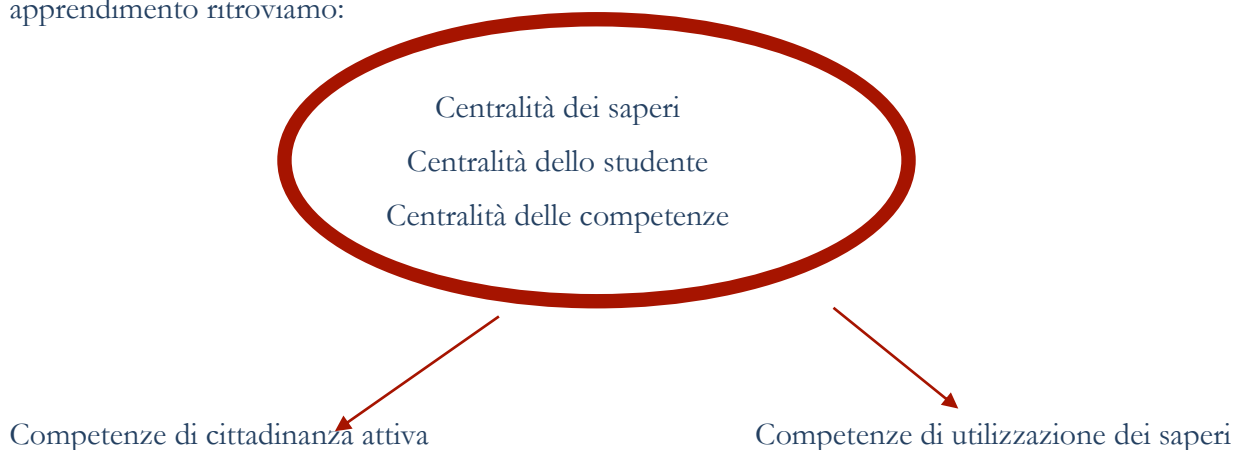 apprendimento ritroviamo:
Centralità dei saperi
Centralità dello studente
Centralità delle competenze
Competenze di cittadinanza attiva
Competenze di utilizzazione dei saperi